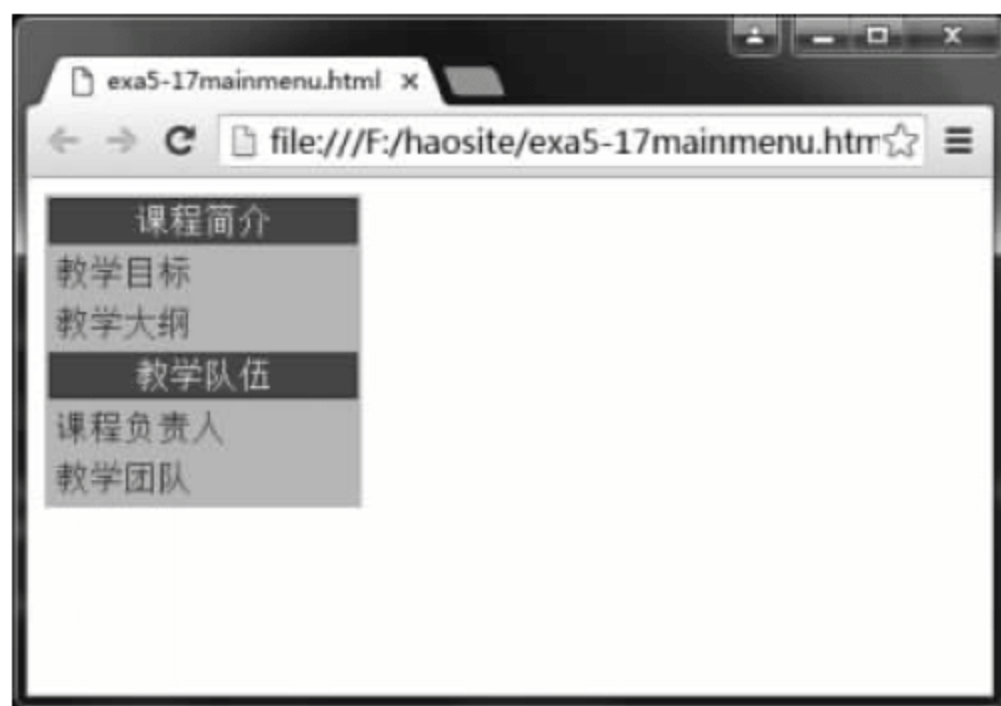 exa5-17mainmenu.html
file:///F:/haosite/exa5-17mainmenu.htm
课程简介
教学目标
教学大纲
教学队伍
课程负责人
教学团队